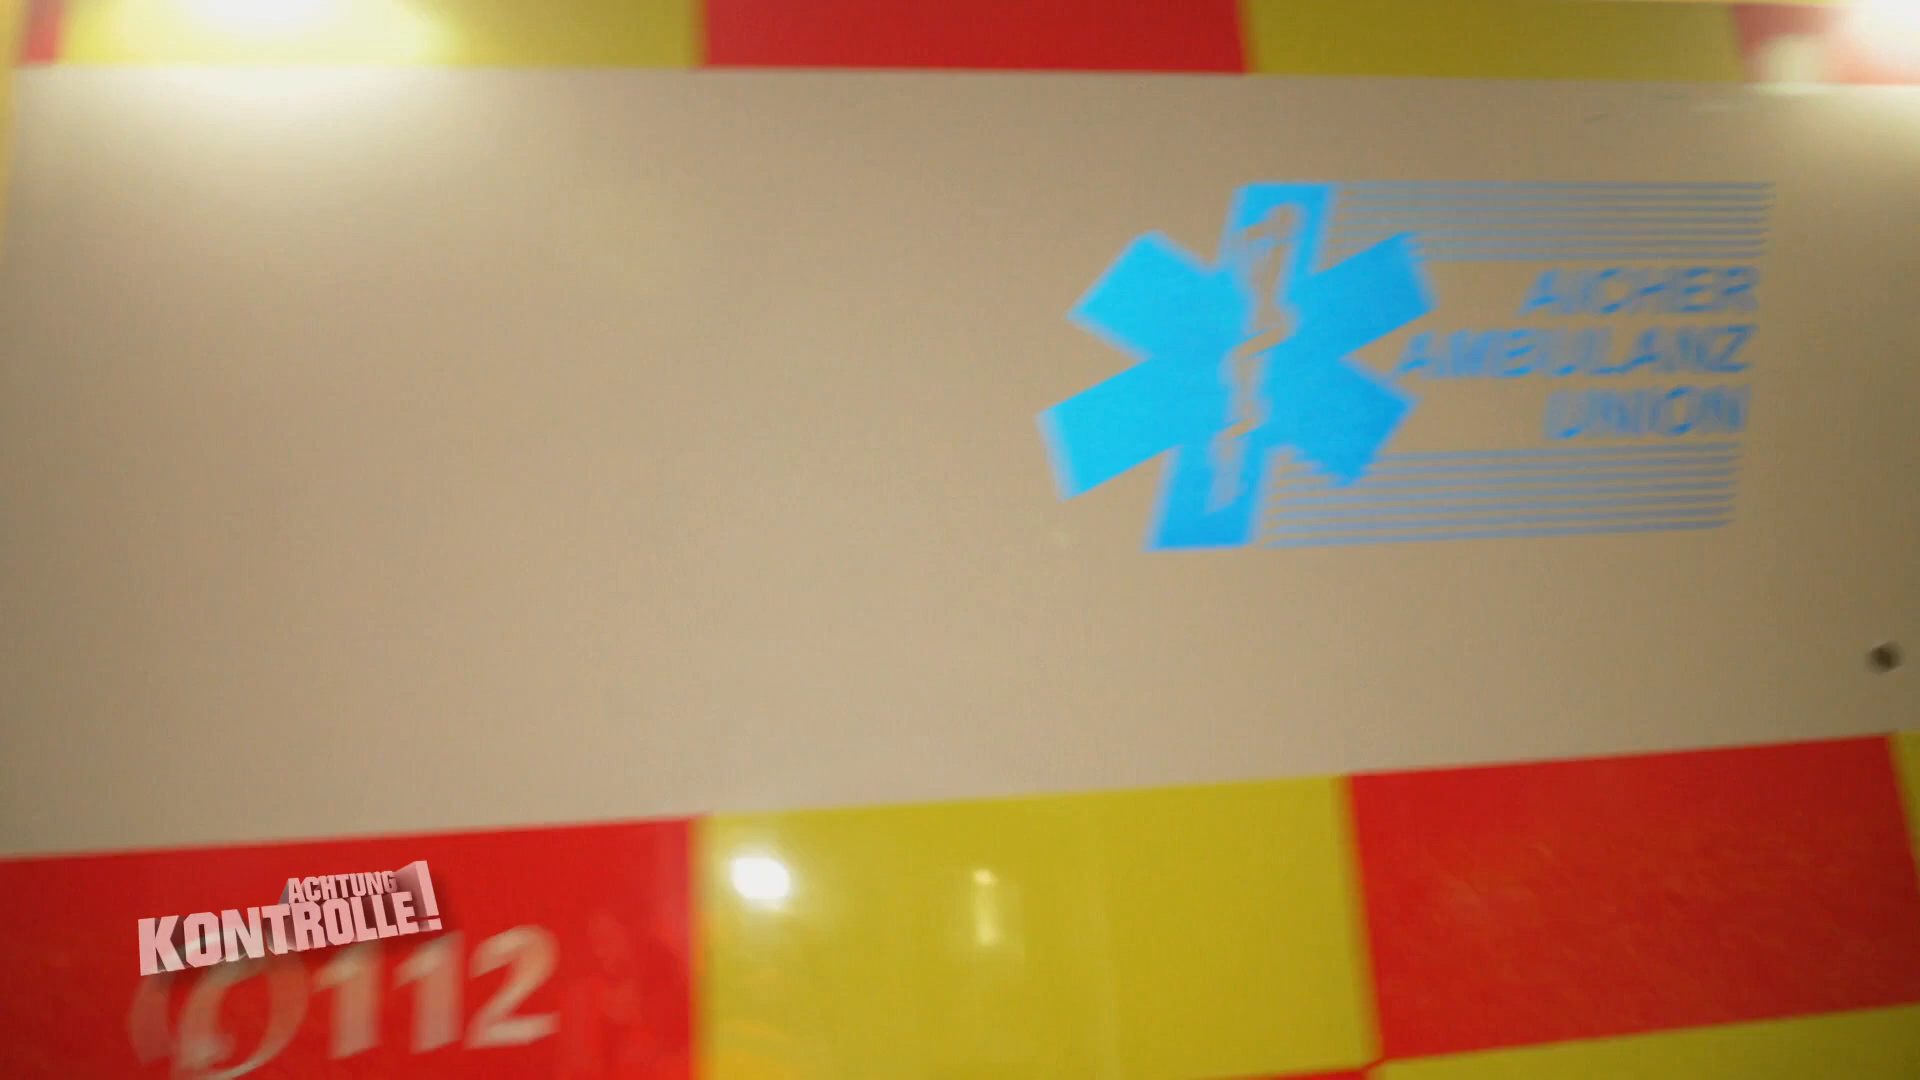 AICHER
AMBULANZ
UNION
ACHTUNG
KONTROLLE!
112